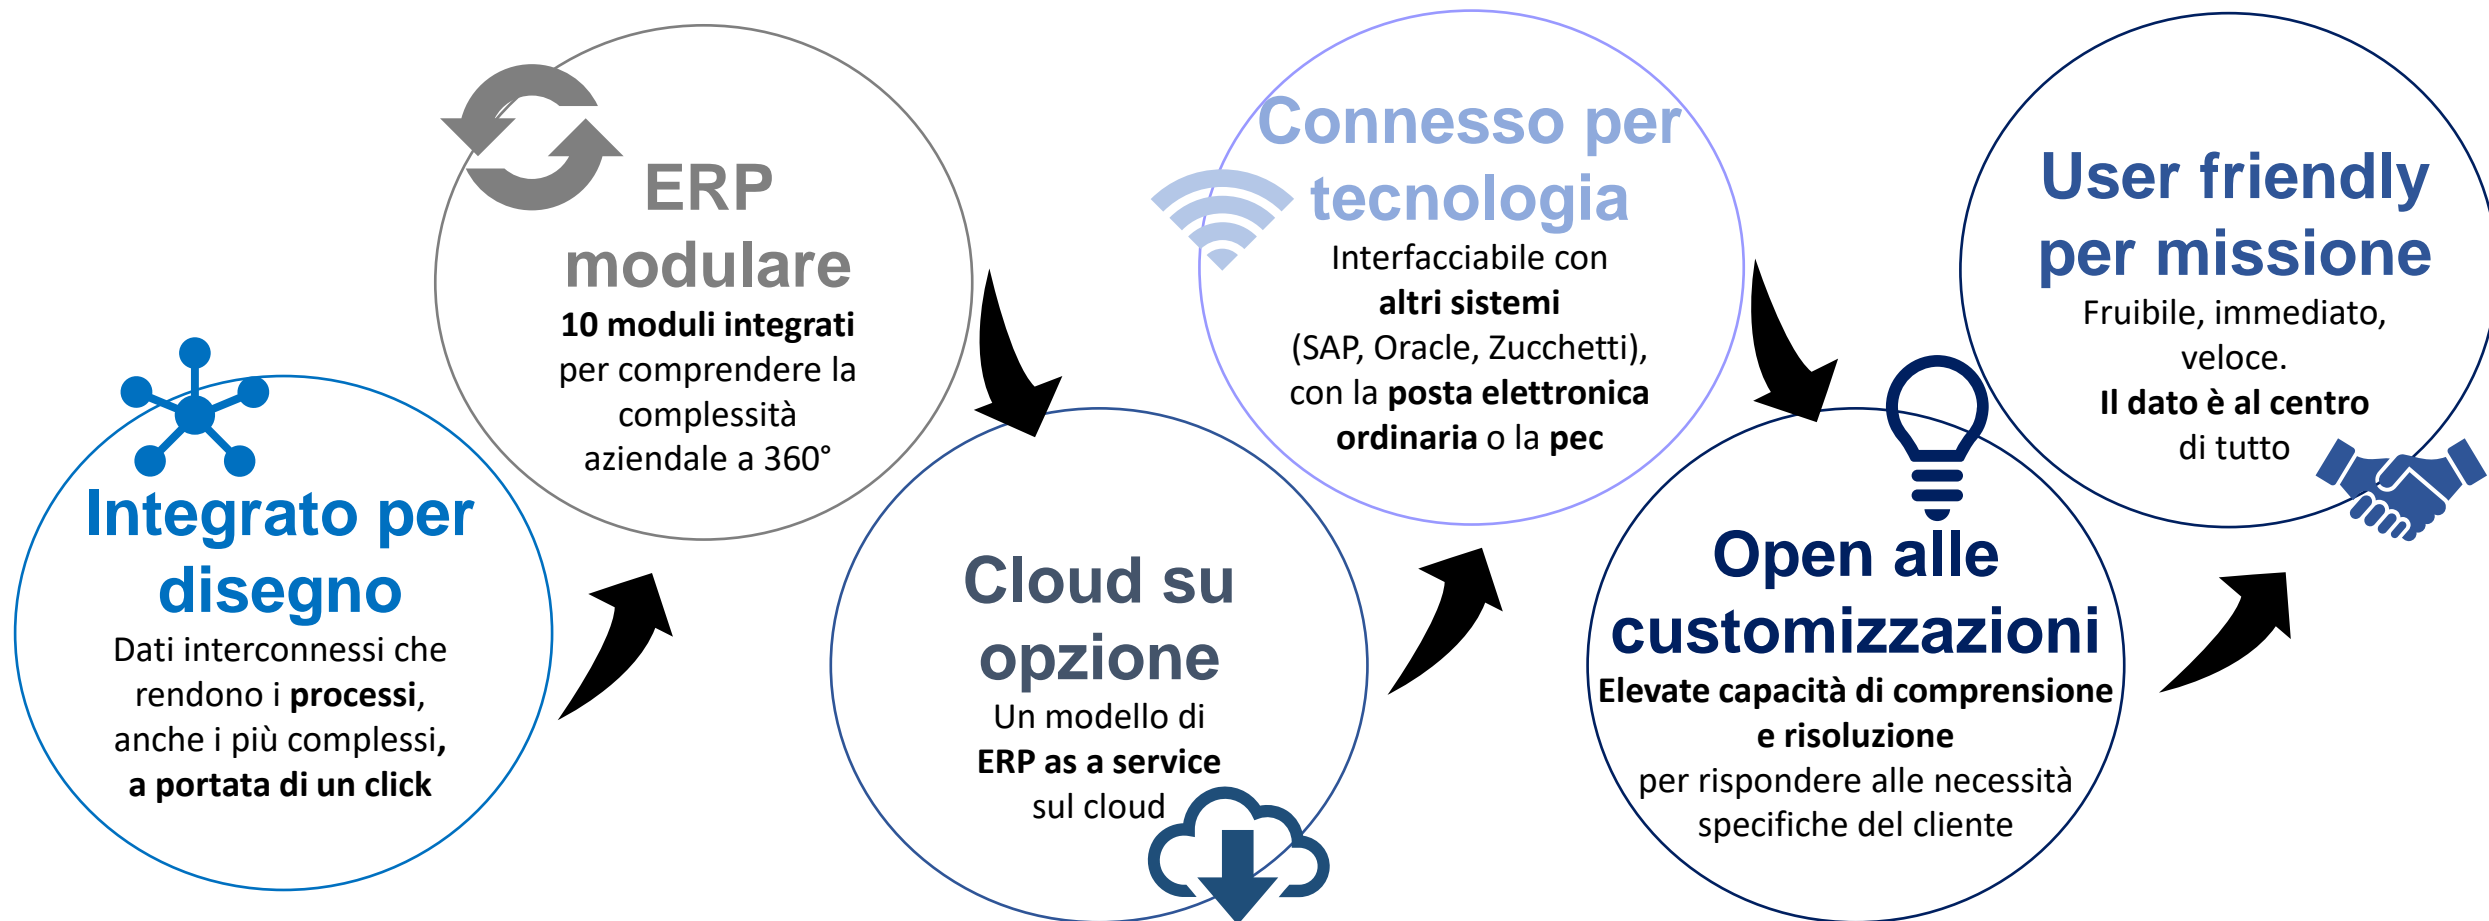 Integrato per
disegno
Dati interconnessi che
rendono i processi,
anche i più complessi,
a portata di un click
ERP
modulare
10 moduli integrati
per comprendere la
complessità
aziendale a 360°
Cloud su
opzione
Un modello di
ERP as a service
sul cloud
Connesso per
tecnologia
Interfacciabile con
altri sistemi
(SAP, Oracle, Zucchetti),
con la posta elettronica
ordinaria o la pec
Open alle
customizzazioni
Elevate capacità di comprensione
e risoluzione
per rispondere alle necessità
specifiche del cliente
User friendly
per missione
Fruibile, immediato,
veloce.
Il dato è al centro
di tutto